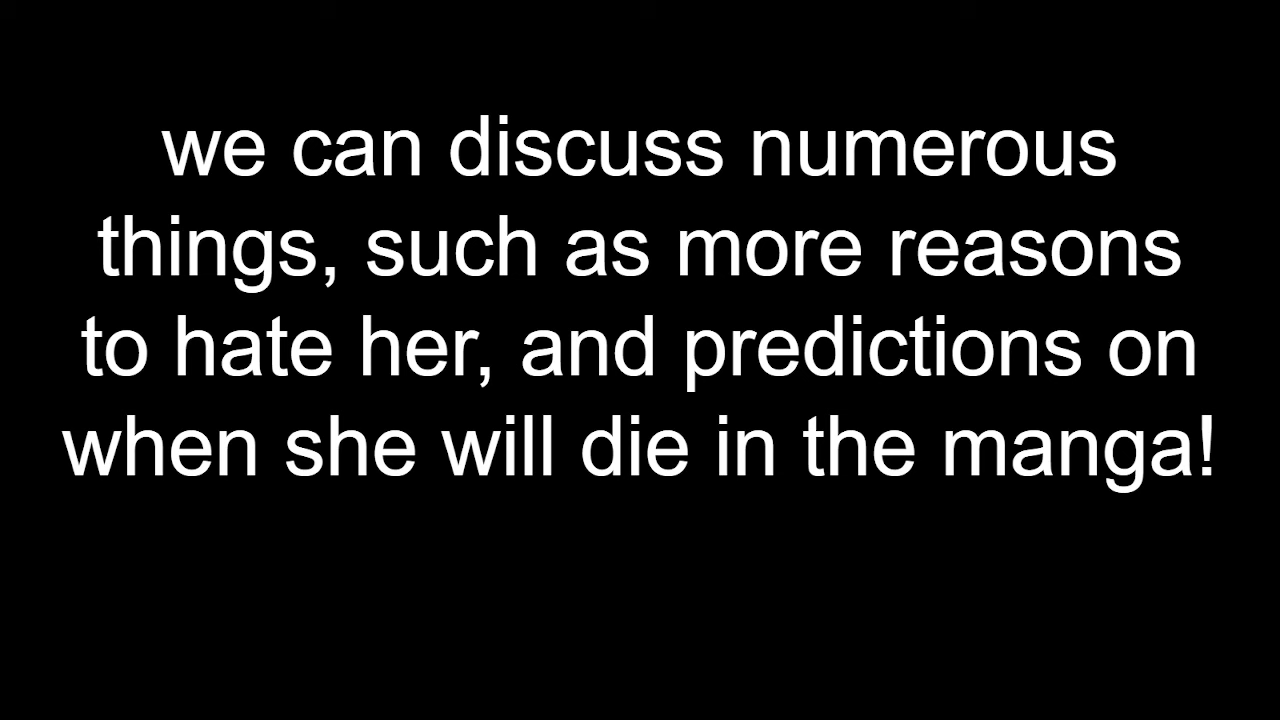 we can discuss numerous
things, such as more reasons
to hate her, and predictions on
when she will die in the manga!